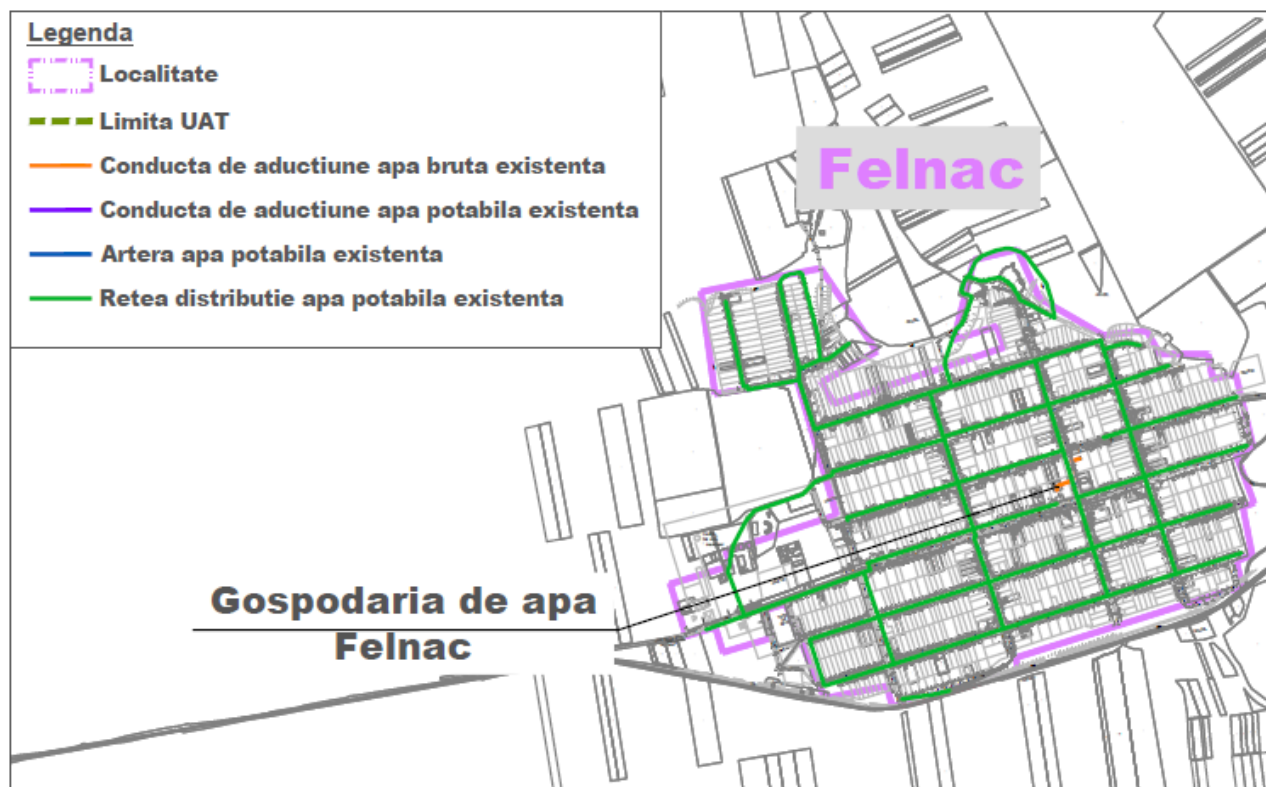 Legenda
Localitate
Limita UAT
Conducta de aductiune apa bruta existenta
Conducta de aductiune apa potabila existenta
Artera apa potabila existenta
Retea distributie apa potabila existenta
Felnac
Gospodaria de apa
Felnac